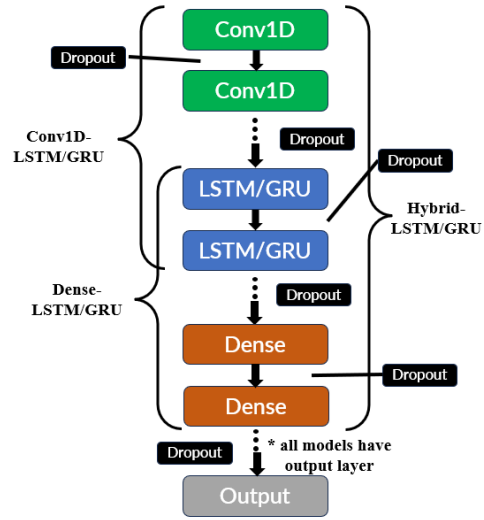 Conv1D
Dropout
Conv1D
Dropout
Conv1D-
LSTM/GRU
Dropout
LSTM/GRU
Hybrid-
LSTM/GRU
LSTM/GRU
Dense-
LSTM/GRU
Dropout
Dense
Dropout
Dense
* all models have
output layer
Dropout
Output